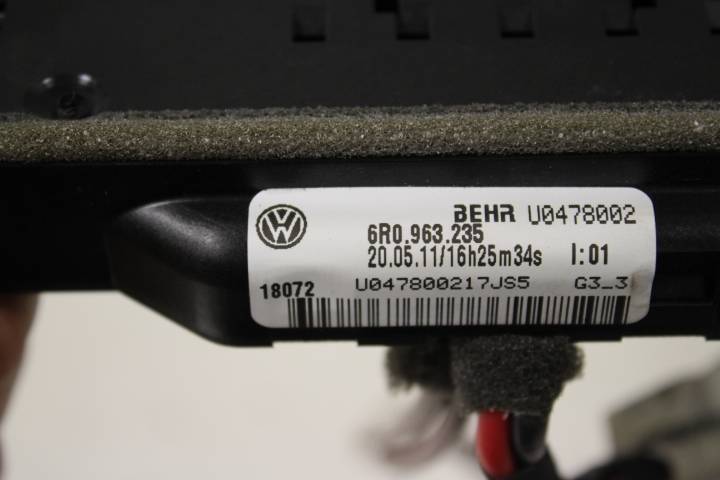 BEHR U0478002
6R0.963.235
20.05.11/16h25m34s I:01
18072 U047800217JS5 G3_3